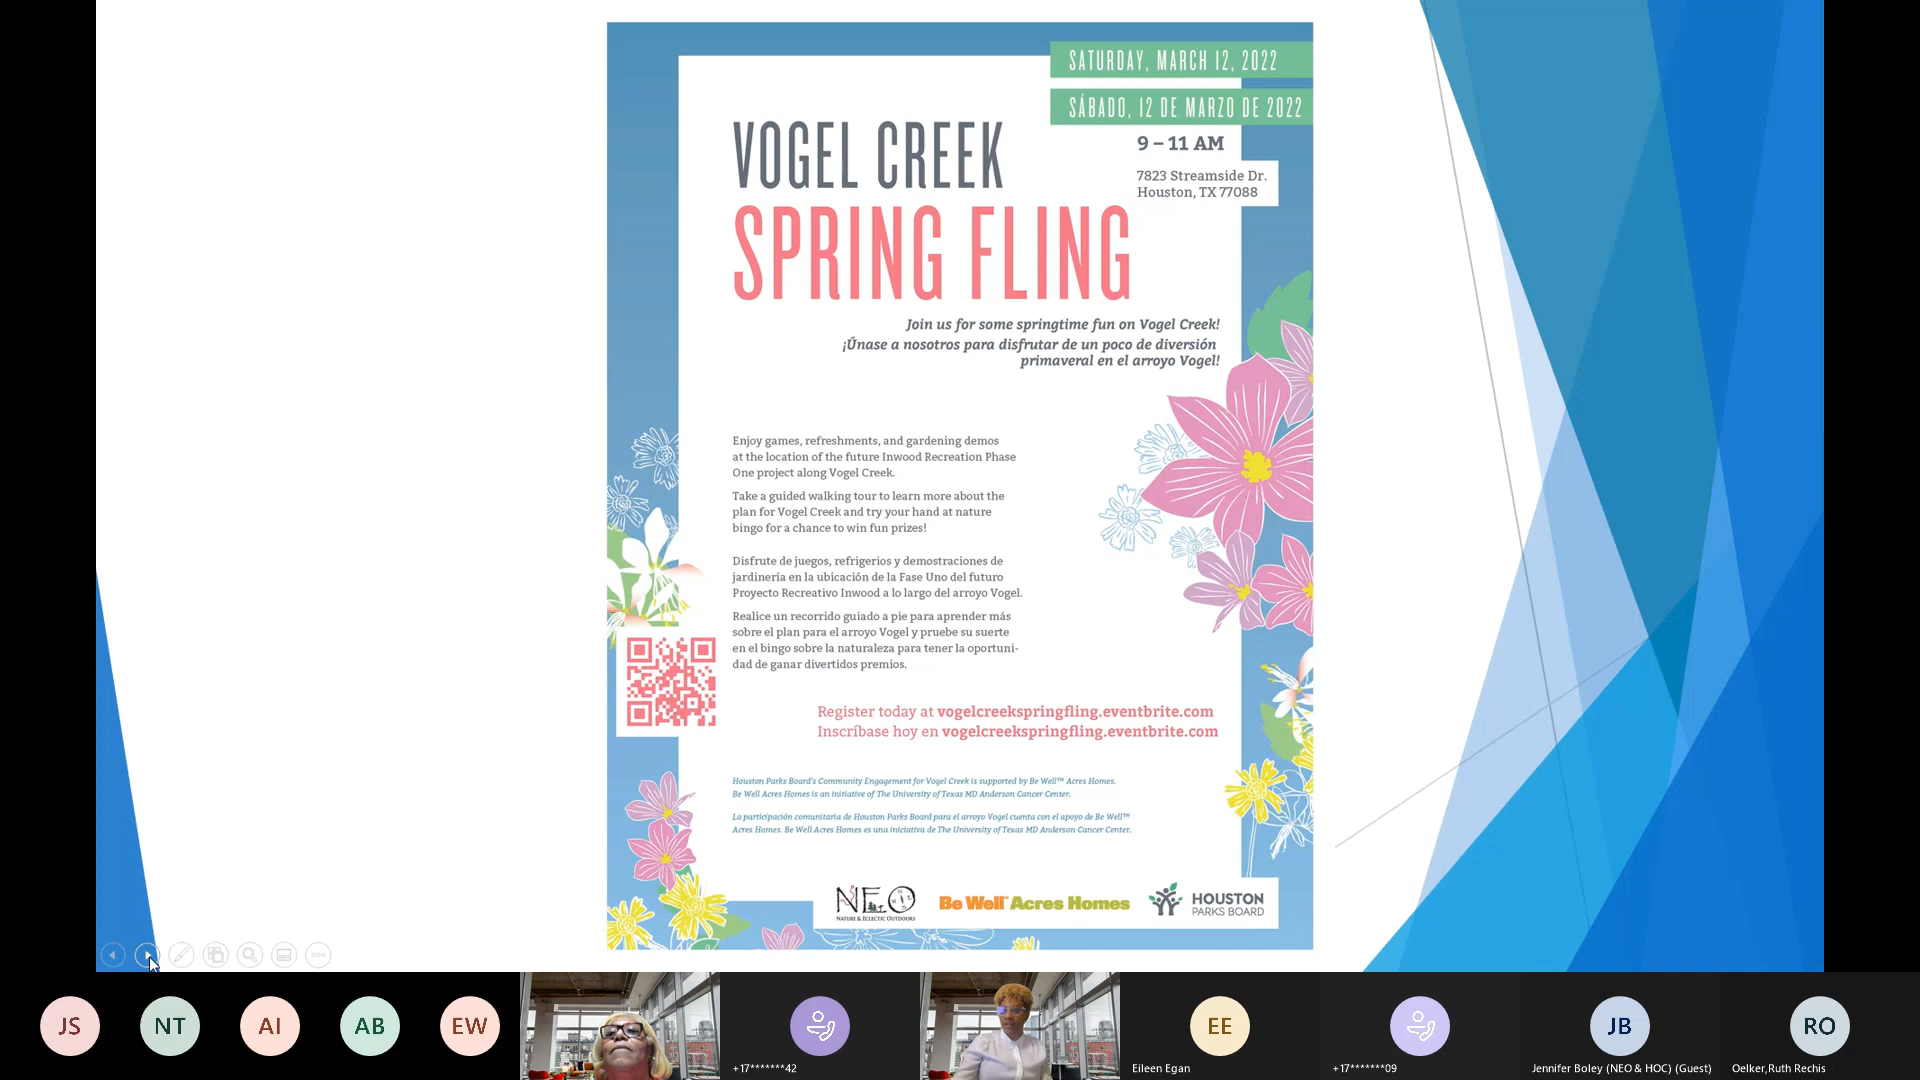 SATURDAY, MARCH 12, 2022
SÁBADO, 12 DE MARZO DE 2022
9 – 11 AM
7823 Streamside Dr.
Houston, TX 77088
VOGEL CREEK
SPRING FLING
Join us for some springtime fun on Vogel Creek!
¡Únase a nosotros para disfrutar de un poco de diversión
primaveral en el arroyo Vogel!
Enjoy games, refreshments, and gardening demos
at the location of the future Inwood Recreation Phase
One project along Vogel Creek.
Take a guided walking tour to learn more about the
plan for Vogel Creek and try your hand at nature
bingo for a chance to win fun prizes!
Disfrute de juegos, refrigerios y demostraciones de
jardinería en la ubicación de la Fase Uno del futuro
Proyecto Recreativo Inwood a lo largo del arroyo Vogel.
Realice un recorrido guiado a pie para aprender más
sobre el plan para el arroyo Vogel y pruebe su suerte
en el bingo sobre la naturaleza para tener la oportuni-
dad de ganar divertidos premios.
Register today at vogelcreekspringfling.eventbrite.com
Inscríbase hoy en vogelcreekspringfling.eventbrite.com
Houston Parks Board's Community Engagement for Vogel Creek is supported by Be Well™ Acres Homes.
Be Well Acres Homes is an initiative of The University of Texas MD Anderson Cancer Center.
La participación comunitaria de Houston Parks Board para el arroyo Vogel cuenta con el apoyo de Be Well™
Acres Homes. Be Well Acres Homes es una iniciativa de The University of Texas MD Anderson Cancer Center.
NEO
NATURE & ECLECTIC OUTDOORS
Be Well™ Acres Homes
HOUSTON
PARKS BOARD
JS
NT
AI
AB
EW
+17*******42
EE
Eileen Egan
+17*******09
JB
Jennifer Boley (NEO & HOC) (Guest)
RO
Oelker,Ruth Rechis